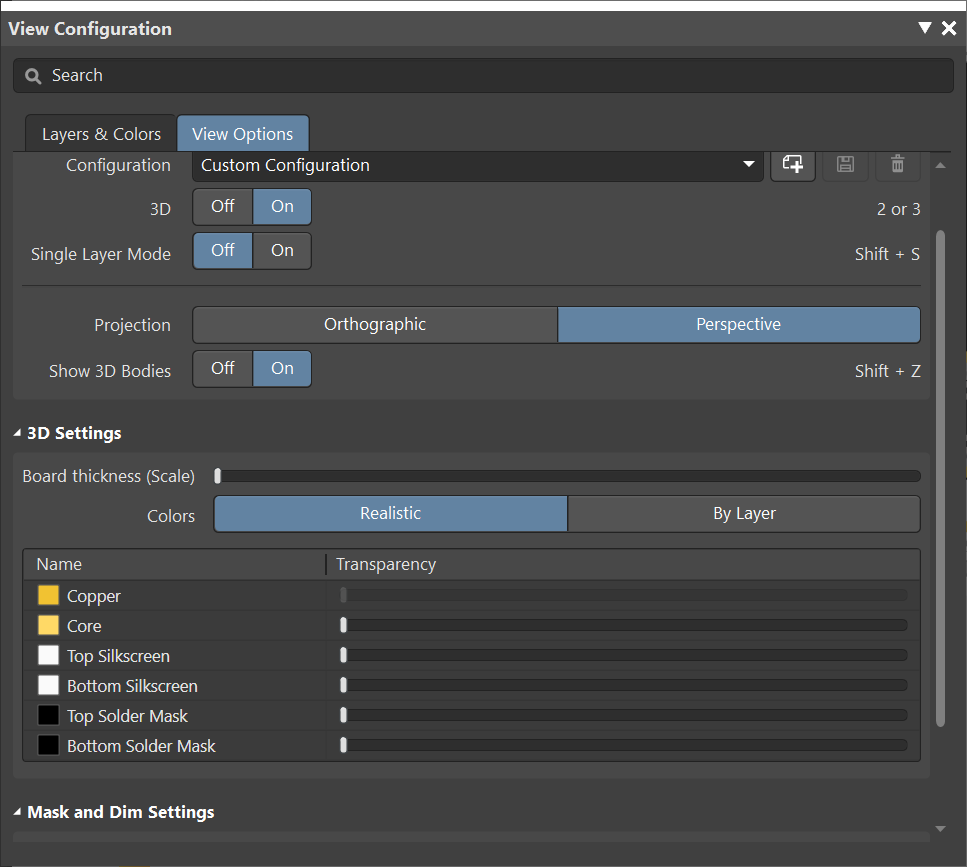 View Configuration
Search
Layers & Colors View Options
Configuration Custom Configuration
3D Off On 2 or 3
Single Layer Mode Off On Shift + S
Projection Orthographic Perspective
Show 3D Bodies Off On Shift + Z
3D Settings
Board thickness (Scale)
Colors Realistic By Layer
Name Transparency
Copper
Core
Top Silkscreen
Bottom Silkscreen
Top Solder Mask
Bottom Solder Mask
Mask and Dim Settings